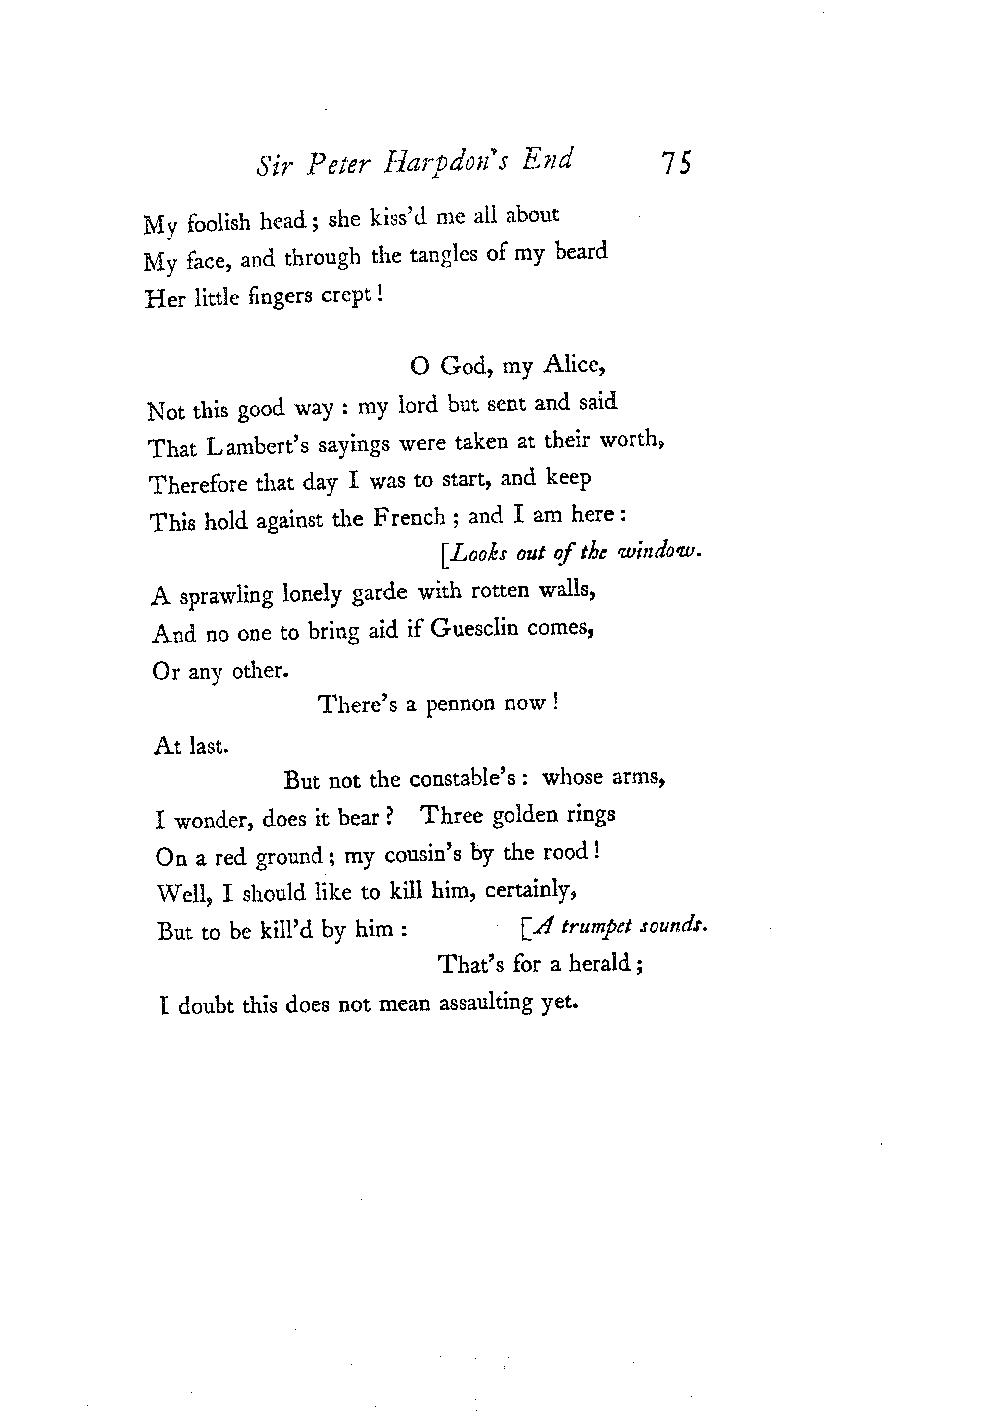 Sir Peter Harpdon's End 75
My foolish head; she kiss'd me all about
My face, and through the tangles of my beard
Her little fingers crept!
O God, my Alice,
Not this good way: my lord but sent and said
That Lambert's sayings were taken at their worth,
Therefore that day I was to start, and keep
This hold against the French; and I am here:
[Looks out of the window.
A sprawling lonely garde with rotten walls,
And no one to bring aid if Guesclin comes,
Or any other.
There's a pennon now!
At last.
But not the constable's: whose arms,
I wonder, does it bear? Three golden rings
On a red ground; my cousin's by the rood!
Well, I should like to kill him, certainly,
But to be kill'd by him: [A trumpet sounds.
That's for a herald;
I doubt this does not mean assaulting yet.